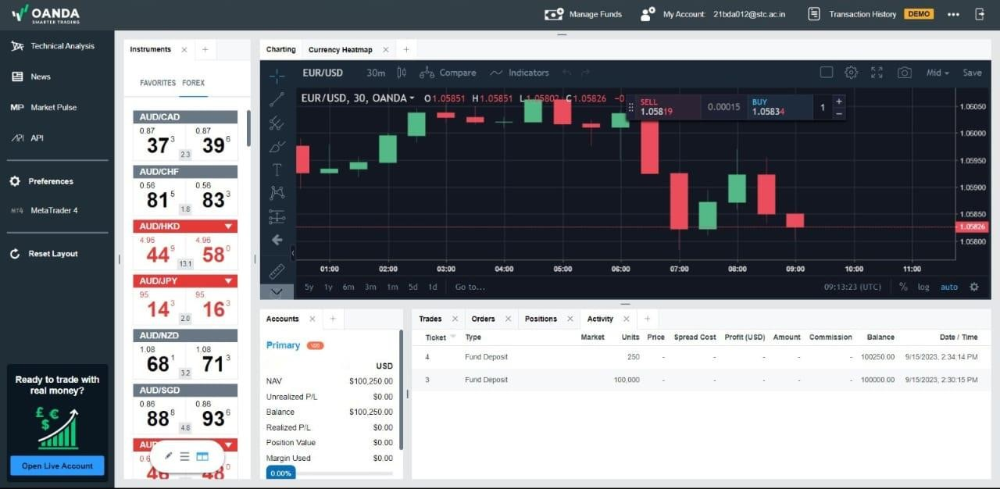 OANDA
SMARTER TRADING
Manage Funds
My Account: 21bda012@stc.ac.in
Transaction History
DEMO
Technical Analysis
News
MP Market Pulse
API API
Preferences
MT4 MetaTrader 4
Reset Layout
Ready to trade with
real money?
£ €
$
Open Live Account
Instruments × +
FAVORITES FOREX
AUD/CAD
0.87 0.87
37 3 39 6
2.3
AUD/CHF
0.56 0.56
81 5 83 3
1.8
AUD/HKD
4.96 4.96
44 9 58 0
13.1
AUD/JPY
95. 95.
14 3 16 3
2.0
AUD/NZD
1.08 1.08
68 1 71 3
3.2
AUD/SGD
0.86 0.86
88 8 93 6
4.8
AUD
0.6
46 48 0
Charting Currency Heatmap × +
EUR/USD 30m Compare Indicators Mid Save
EUR/USD, 30, OANDA O1.05851 H1.05851 L1.05802 C1.05826 −0
SELL
1.05819
0.00015
BUY
1.05834
1 + −
1.06050
1.06000
1.05950
1.05900
1.05850
1.05826
1.05800
01:00 02:00 03:00 04:00 05:00 06:00 07:00 08:00 09:00 10:00 11:00
5y 1y 6m 3m 1m 5d 1d Go to... 09:13:23 (UTC) % log auto
Accounts × +
Primary
USD
NAV $100,250.00
Unrealized P/L $0.00
Balance $100,250.00
Realized P/L $0.00
Position Value $0.00
Margin Used $0.00
0.00%
Trades × Orders × Positions × Activity × +
Ticket Type Market Units Price Spread Cost Profit (USD) Amount Commission Balance Date / Time
4 Fund Deposit 250 - - - - - 100250.00 9/15/2023, 2:34:14 PM
3 Fund Deposit 100,000 - - - - - 100000.00 9/15/2023, 2:30:15 PM